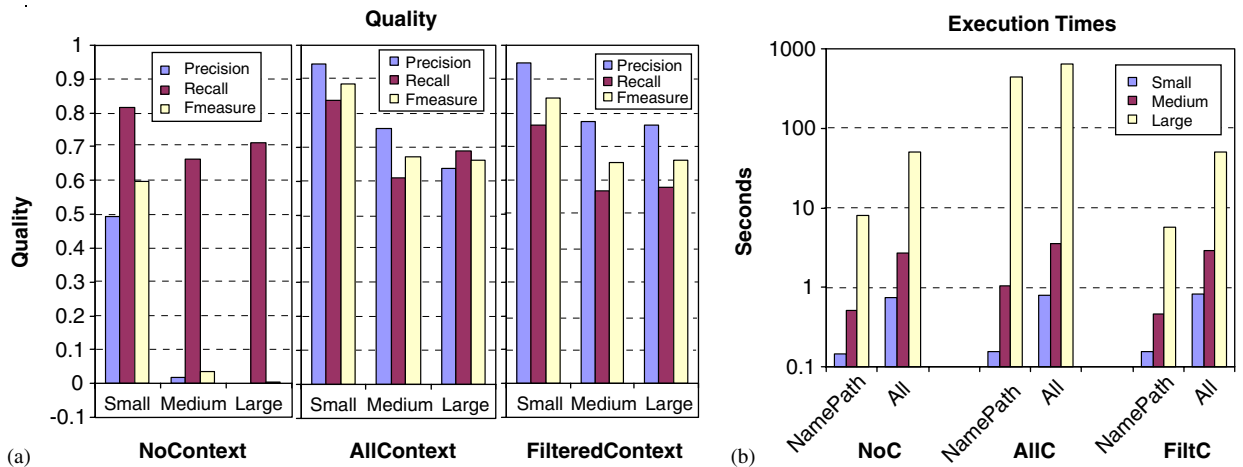 Quality
1
0.9
0.8
0.7
0.6
0.5
0.4
0.3
0.2
0.1
0
-0.1
Quality
Precision
Recall
Fmeasure
Precision
Recall
Fmeasure
Precision
Recall
Fmeasure
Small Medium Large
Small Medium Large
Small Medium Large
NoContext
AllContext
FilteredContext
(a)
Execution Times
1000
100
10
1
0.1
Seconds
Small
Medium
Large
NamePath
All
NamePath
All
NamePath
All
NoC
AllC
FiltC
(b)